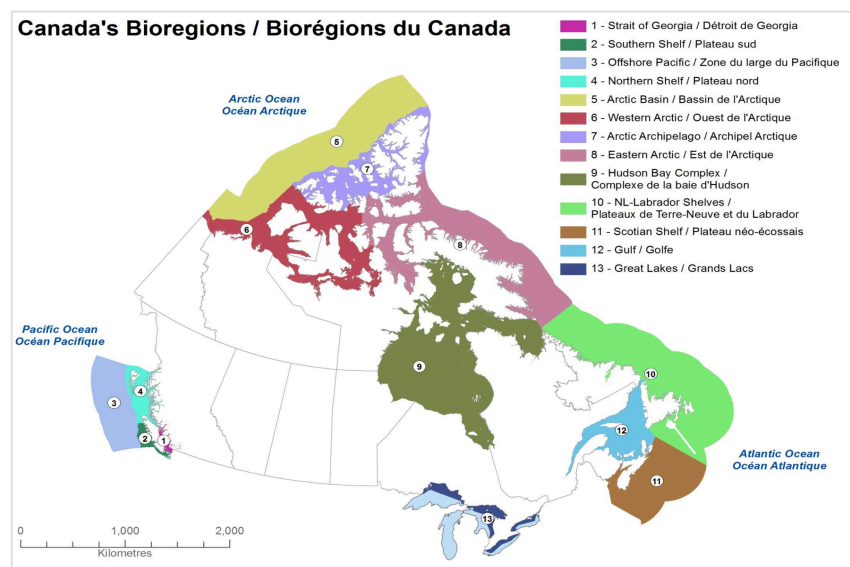 Canada's Bioregions / Biorégions du Canada
1 - Strait of Georgia / Détroit de Georgia
2 - Southern Shelf / Plateau sud
3 - Offshore Pacific / Zone du large du Pacifique
4 - Northern Shelf / Plateau nord
5 - Arctic Basin / Bassin de l'Arctique
6 - Western Arctic / Ouest de l'Arctique
7 - Arctic Archipelago / Archipel Arctique
8 - Eastern Arctic / Est de l'Arctique
9 - Hudson Bay Complex /
Complexe de la baie d'Hudson
10 - NL-Labrador Shelves /
Plateaux de Terre-Neuve et du Labrador
11 - Scotian Shelf / Plateau néo-écossais
12 - Gulf / Golfe
13 - Great Lakes / Grands Lacs
Arctic Ocean
Océan Arctique
5
7
6
8
Pacific Ocean
Océan Pacifique
9
10
4
3
2
1
12
Atlantic Ocean
Océan Atlantique
11
13
0 1,000 2,000
Kilometres